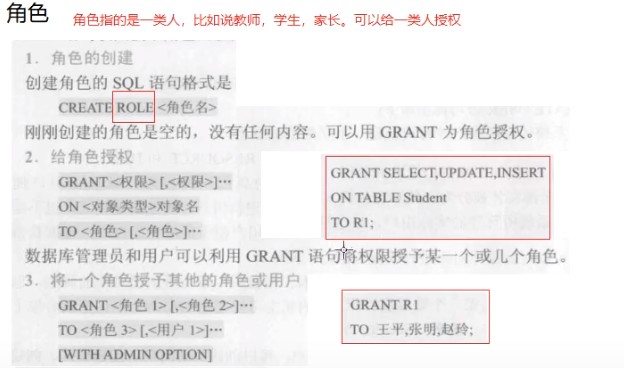 角色
角色指的是一类人，比如说教师，学生，家长。可以给一类人授权
1．角色的创建
创建角色的 SQL 语句格式是
CREATE ROLE <角色名>
刚刚创建的角色是空的，没有任何内容。可以用 GRANT 为角色授权。
2．给角色授权
GRANT<权限> [,<权限>]…
ON <对象类型>对象名
TO <角色> [,<角色>]…
GRANT SELECT,UPDATE,INSERT
ON TABLE Student
TO R1;
数据库管理员和用户可以利用 GRANT 语句将权限授予某一个或几个角色。
3．将一个角色授予其他的角色或用户
GRANT <角色 1> [,<角色 2>]…
TO <角色 3> [,<用户 1>]…
[WITH ADMIN OPTION]
GRANT R1
TO 王平,张明,赵玲;